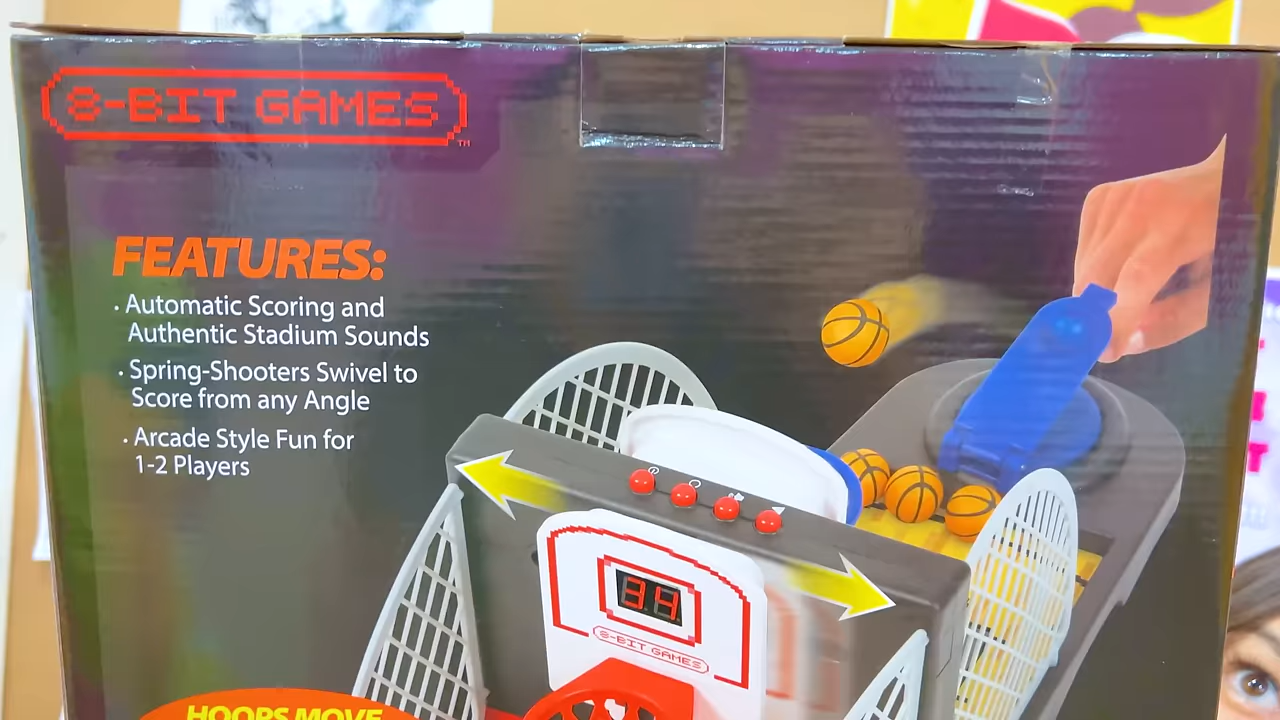 8-BIT GAMES™
FEATURES:
· Automatic Scoring and
Authentic Stadium Sounds
· Spring-Shooters Swivel to
Score from any Angle
· Arcade Style Fun for
1-2 Players
34
8-BIT GAMES
HOOPS MOVE